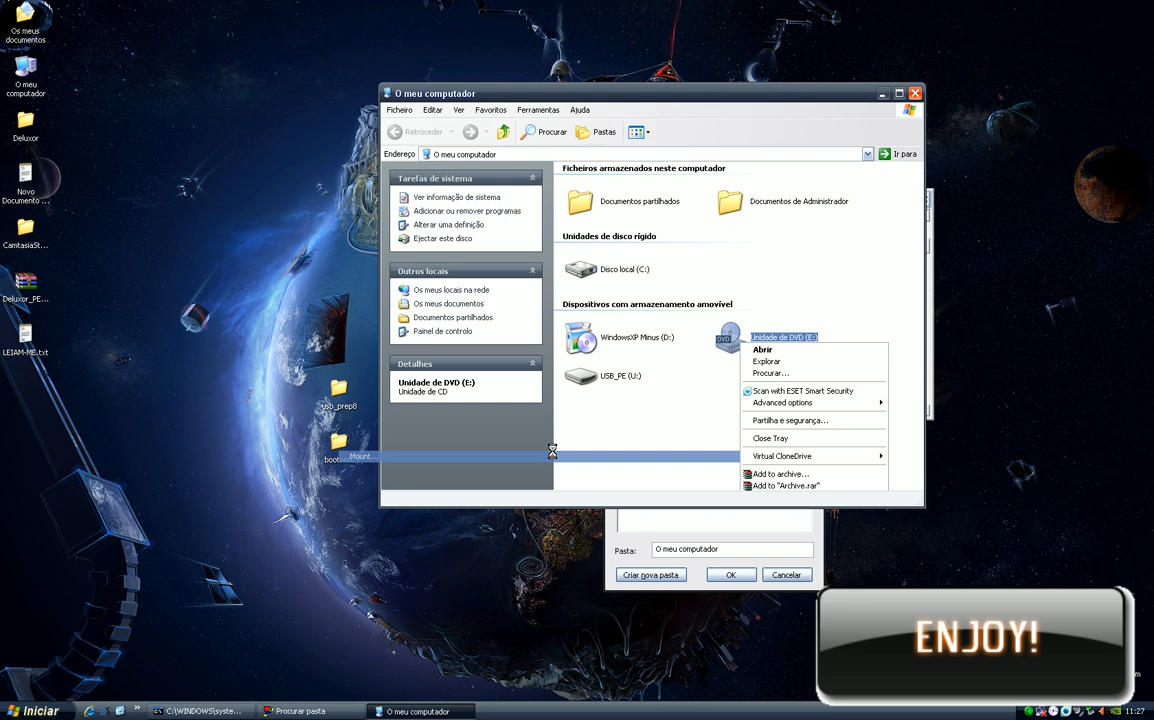 Os meus
documentos
O meu
computador
Deluxor
Novo
Documento ...
CamtasiaSt...
Deluxor_PE...
LEIAM-ME.txt
usb_prep8
O meu computador
Ficheiro Editar Ver Favoritos Ferramentas Ajuda
Retroceder Procurar Pastas
Endereço O meu computador Ir para
Tarefas de sistema
Ver informação de sistema
Adicionar ou remover programas
Alterar uma definição
Ejectar este disco
Outros locais
Os meus locais na rede
Os meus documentos
Documentos partilhados
Painel de controlo
Detalhes
Unidade de DVD (E:)
Unidade de CD
Ficheiros armazenados neste computador
Documentos partilhados Documentos de Administrador
Unidades de disco rígido
Disco local (C:)
Dispositivos com armazenamento amovível
WindowsXP Minus (D:) DVD Unidade de DVD (E:)
USB_PE (U:)
Abrir
Explorar
Procurar...
Scan with ESET Smart Security
Advanced options
Partilha e segurança...
Close Tray
Virtual CloneDrive
Add to archive...
Add to "Archive.rar"
Mount...
Pasta: O meu computador
Criar nova pasta OK Cancelar
ENJOY!
Iniciar C:\WINDOWS\syste... Procurar pasta O meu computador 11:27